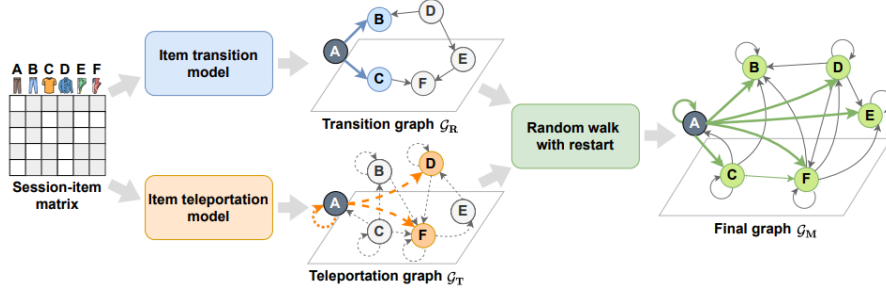 A B C D E F
Session-item
matrix
Item transition
model
Item teleportation
model
A
B
C
D
E
F
Transition graph 𝒢R
A
B
C
D
E
F
Teleportation graph 𝒢T
Random walk
with restart
A
B
C
D
E
F
Final graph 𝒢M